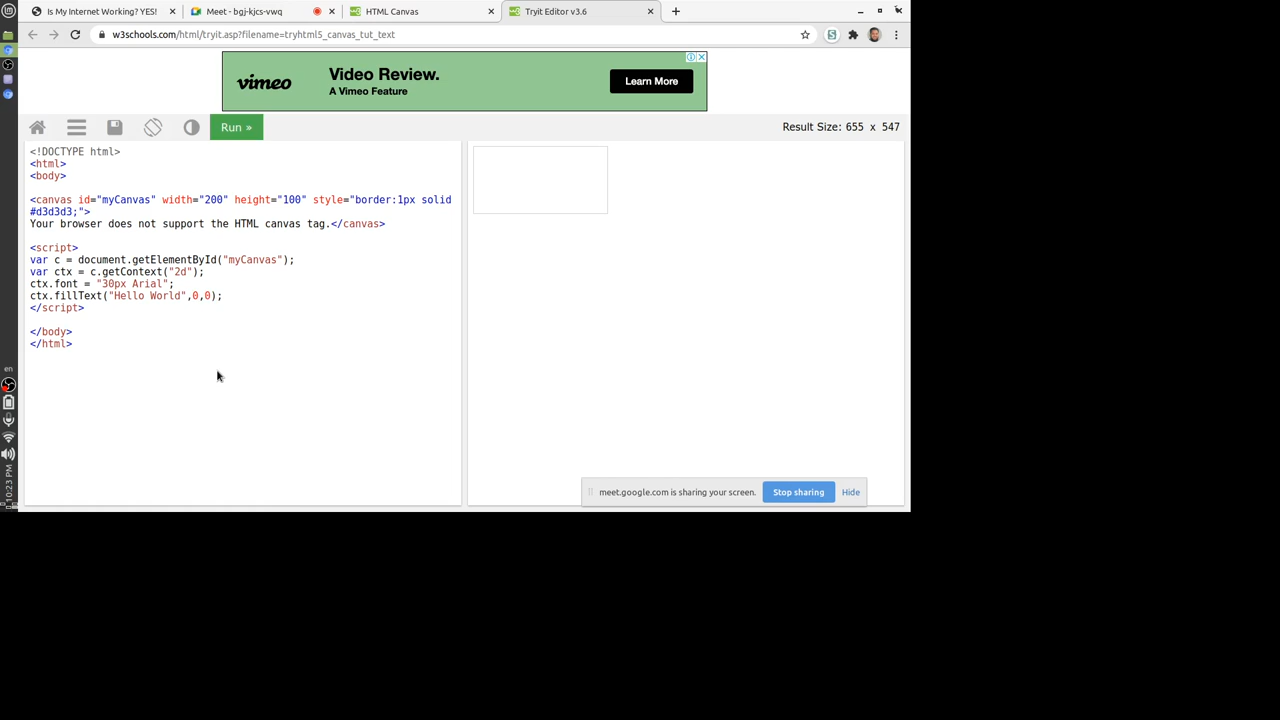 Is My Internet Working? YES!
Meet - bgj-kjcs-vwq
HTML Canvas
Tryit Editor v3.6
w3schools.com/html/tryit.asp?filename=tryhtml5_canvas_tut_text
vimeo
Video Review.
A Vimeo Feature
Learn More
Run »
Result Size: 655 x 547
<!DOCTYPE html>
<html>
<body>
<canvas id="myCanvas" width="200" height="100" style="border:1px solid
#d3d3d3;">
Your browser does not support the HTML canvas tag.</canvas>
<script>
var c = document.getElementById("myCanvas");
var ctx = c.getContext("2d");
ctx.font = "30px Arial";
ctx.fillText("Hello World",0,0);
</script>
</body>
</html>
en
10:23 PM
meet.google.com is sharing your screen.
Stop sharing
Hide